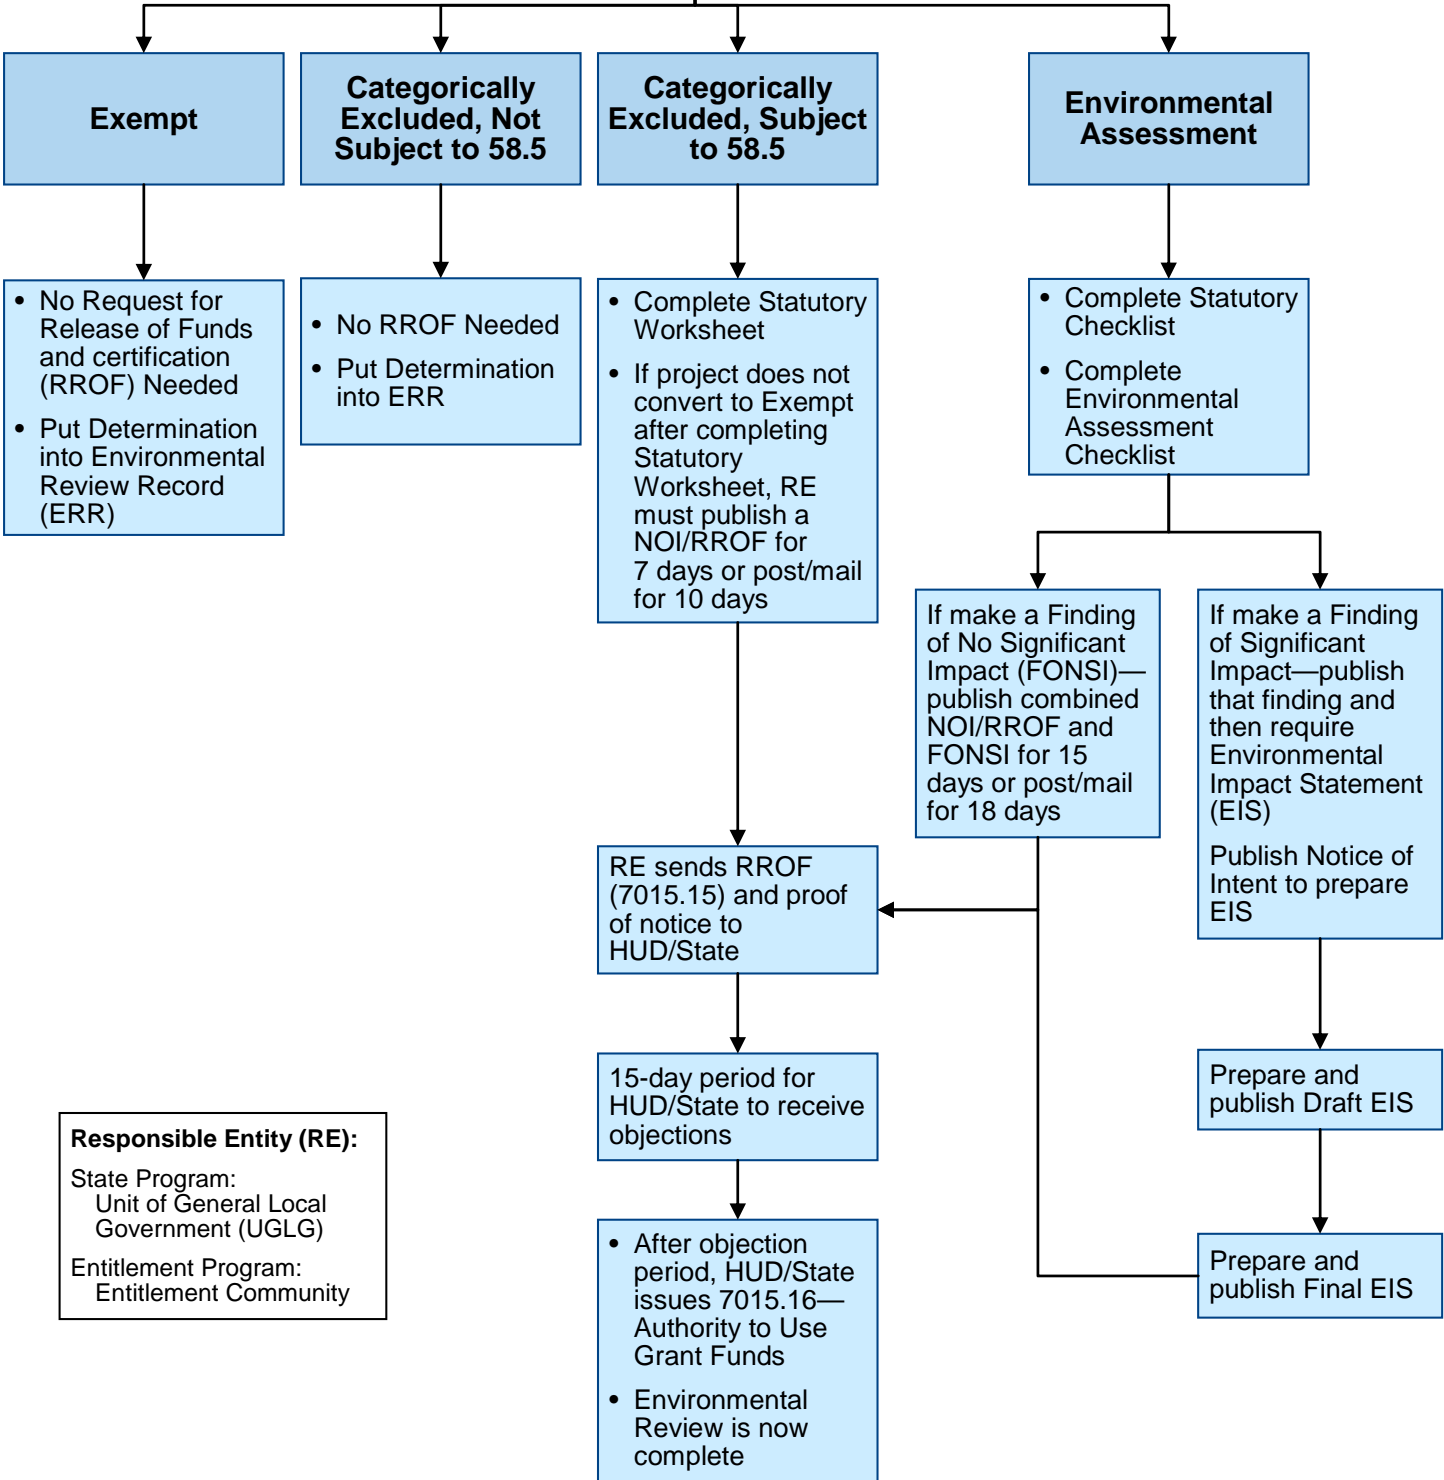 Exempt
Categorically
Excluded, Not
Subject to 58.5
Categorically
Excluded, Subject
to 58.5
Environmental
Assessment
• No Request for
Release of Funds
and certification
(RROF) Needed
• Put Determination
into Environmental
Review Record
(ERR)
• No RROF Needed
• Put Determination
into ERR
• Complete Statutory
Worksheet
• If project does not
convert to Exempt
after completing
Statutory
Worksheet, RE
must publish a
NOI/RROF for
7 days or post/mail
for 10 days
• Complete Statutory
Checklist
• Complete
Environmental
Assessment
Checklist
If make a Finding
of No Significant
Impact (FONSI)—
publish combined
NOI/RROF and
FONSI for 15
days or post/mail
for 18 days
If make a Finding
of Significant
Impact—publish
that finding and
then require
Environmental
Impact Statement
(EIS)
Publish Notice of
Intent to prepare
EIS
RE sends RROF
(7015.15) and proof
of notice to
HUD/State
15-day period for
HUD/State to receive
objections
Prepare and
publish Draft EIS
Responsible Entity (RE):
State Program:
Unit of General Local
Government (UGLG)
Entitlement Program:
Entitlement Community
• After objection
period, HUD/State
issues 7015.16—
Authority to Use
Grant Funds
• Environmental
Review is now
complete
Prepare and
publish Final EIS